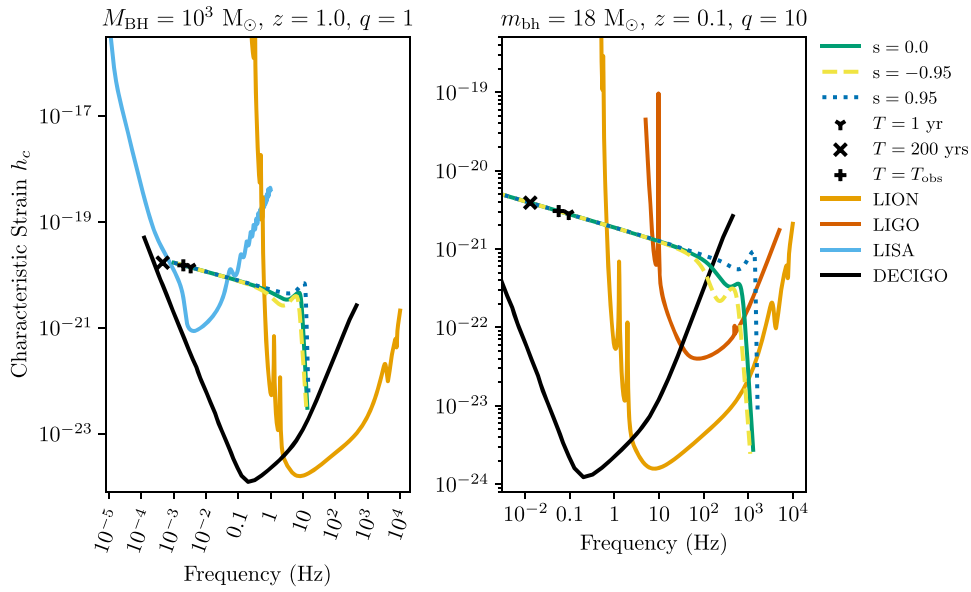 M_BH = 10^3 M_⊙, z = 1.0, q = 1
m_bh = 18 M_⊙, z = 0.1, q = 10
Characteristic Strain h_c
10^−17
10^−19
10^−21
10^−23
10^−5
10^−4
10^−3
10^−2
0.1
1
10
10^2
10^3
10^4
Frequency (Hz)
10^−19
10^−20
10^−21
10^−22
10^−23
10^−24
10^−2
0.1
1
10
10^2
10^3
10^4
Frequency (Hz)
s = 0.0
s = −0.95
s = 0.95
T = 1 yr
T = 200 yrs
T = T_obs
LION
LIGO
LISA
DECIGO